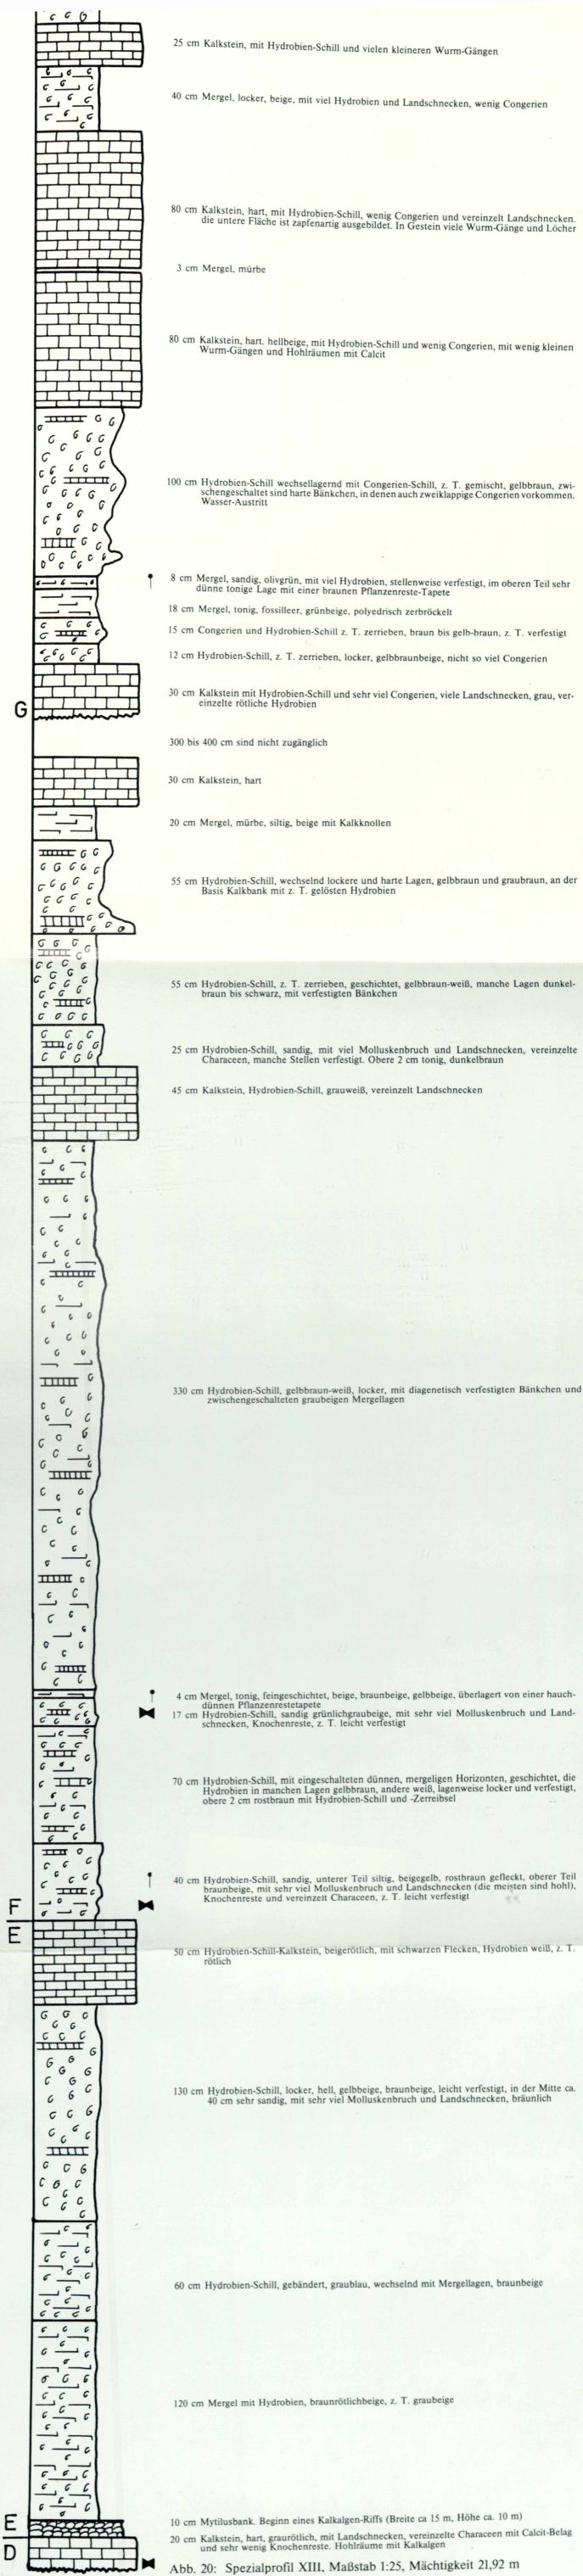 25 cm Kalkstein, mit Hydrobien-Schill und vielen kleineren Wurm-Gängen
40 cm Mergel, locker, beige, mit viel Hydrobien und Landschnecken, wenig Congerien
80 cm Kalkstein, hart, mit Hydrobien-Schill, wenig Congerien und vereinzelt Landschnecken.
die untere Fläche ist zapfenartig ausgebildet. In Gestein viele Wurm-Gänge und Löcher
3 cm Mergel, mürbe
80 cm Kalkstein, hart. hellbeige, mit Hydrobien-Schill und wenig Congerien, mit wenig kleinen
Wurm-Gängen und Hohlräumen mit Calcit
100 cm Hydrobien-Schill wechsellagernd mit Congerien-Schill, z. T. gemischt, gelbbraun, zwi-
schengeschaltet sind harte Bänkchen, in denen auch zweiklappige Congerien vorkommen.
Wasser-Austritt
8 cm Mergel, sandig, olivgrün, mit viel Hydrobien, stellenweise verfestigt, im oberen Teil sehr
dünne tonige Lage mit einer braunen Pflanzenreste-Tapete
18 cm Mergel, tonig, fossilleer, grünbeige, polyedrisch zerbröckelt
15 cm Congerien und Hydrobien-Schill z. T. zerrieben, braun bis gelb-braun, z. T. verfestigt
12 cm Hydrobien-Schill, z. T. zerrieben, locker, gelbbraunbeige, nicht so viel Congerien
30 cm Kalkstein mit Hydrobien-Schill und sehr viel Congerien, viele Landschnecken, grau, ver-
einzelte rötliche Hydrobien
G
300 bis 400 cm sind nicht zugänglich
30 cm Kalkstein, hart
20 cm Mergel, mürbe, siltig, beige mit Kalkknollen
55 cm Hydrobien-Schill, wechselnd lockere und harte Lagen, gelbbraun und graubraun, an der
Basis Kalkbank mit z. T. gelösten Hydrobien
55 cm Hydrobien-Schill, z. T. zerrieben, geschichtet, gelbbraun-weiß, manche Lagen dunkel-
braun bis schwarz, mit verfestigten Bänkchen
25 cm Hydrobien-Schill, sandig, mit viel Molluskenbruch und Landschnecken, vereinzelte
Characeen, manche Stellen verfestigt. Obere 2 cm tonig, dunkelbraun
45 cm Kalkstein, Hydrobien-Schill, grauweiß, vereinzelt Landschnecken
330 cm Hydrobien-Schill, gelbbraun-weiß, locker, mit diagenetisch verfestigten Bänkchen und
zwischengeschalteten graubeigen Mergellagen
4 cm Mergel, tonig, feingeschichtet, beige, braunbeige, gelbbeige, überlagert von einer hauch-
dünnen Pflanzenrestetapete
17 cm Hydrobien-Schill, sandig grünlichgraubeige, mit sehr viel Molluskenbruch und Land-
schnecken, Knochenreste, z. T. leicht verfestigt
70 cm Hydrobien-Schill, mit eingeschalteten dünnen, mergeligen Horizonten, geschichtet, die
Hydrobien in manchen Lagen gelbbraun, andere weiß, lagenweise locker und verfestigt,
obere 2 cm rostbraun mit Hydrobien-Schill und -Zerreibsel
40 cm Hydrobien-Schill, sandig, unterer Teil siltig, beigegelb, rostbraun gefleckt, oberer Teil
braunbeige, mit sehr viel Molluskenbruch und Landschnecken (die meisten sind hohl),
Knochenreste und vereinzelt Characeen, z. T. leicht verfestigt
F
E
50 cm Hydrobien-Schill-Kalkstein, beigerötlich, mit schwarzen Flecken, Hydrobien weiß, z. T.
rötlich
130 cm Hydrobien-Schill, locker, hell, gelbbeige, braunbeige, leicht verfestigt, in der Mitte ca.
40 cm sehr sandig, mit sehr viel Molluskenbruch und Landschnecken, bräunlich
60 cm Hydrobien-Schill, gebändert, graublau, wechselnd mit Mergellagen, braunbeige
120 cm Mergel mit Hydrobien, braunrötlichbeige, z. T. graubeige
E
10 cm Mytilusbank. Beginn eines Kalkalgen-Riffs (Breite ca 15 m, Höhe ca. 10 m)
D
20 cm Kalkstein, hart, graurötlich, mit Landschnecken, vereinzelte Characeen mit Calcit-Belag
und sehr wenig Knochenreste. Hohlräume mit Kalkalgen
Abb. 20: Spezialprofil XIII, Maßstab 1:25, Mächtigkeit 21,92 m